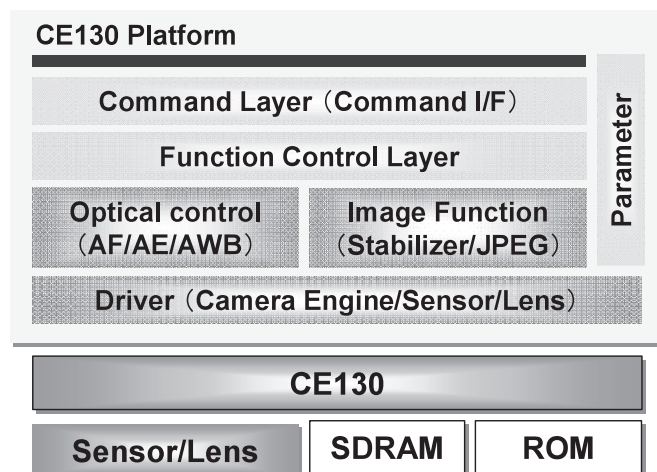 CE130 Platform
Command Layer（Command I/F）
Function Control Layer
Optical control
（AF/AE/AWB）
Image Function
（Stabilizer/JPEG）
Parameter
Driver（Camera Engine/Sensor/Lens）
CE130
Sensor/Lens
SDRAM
ROM